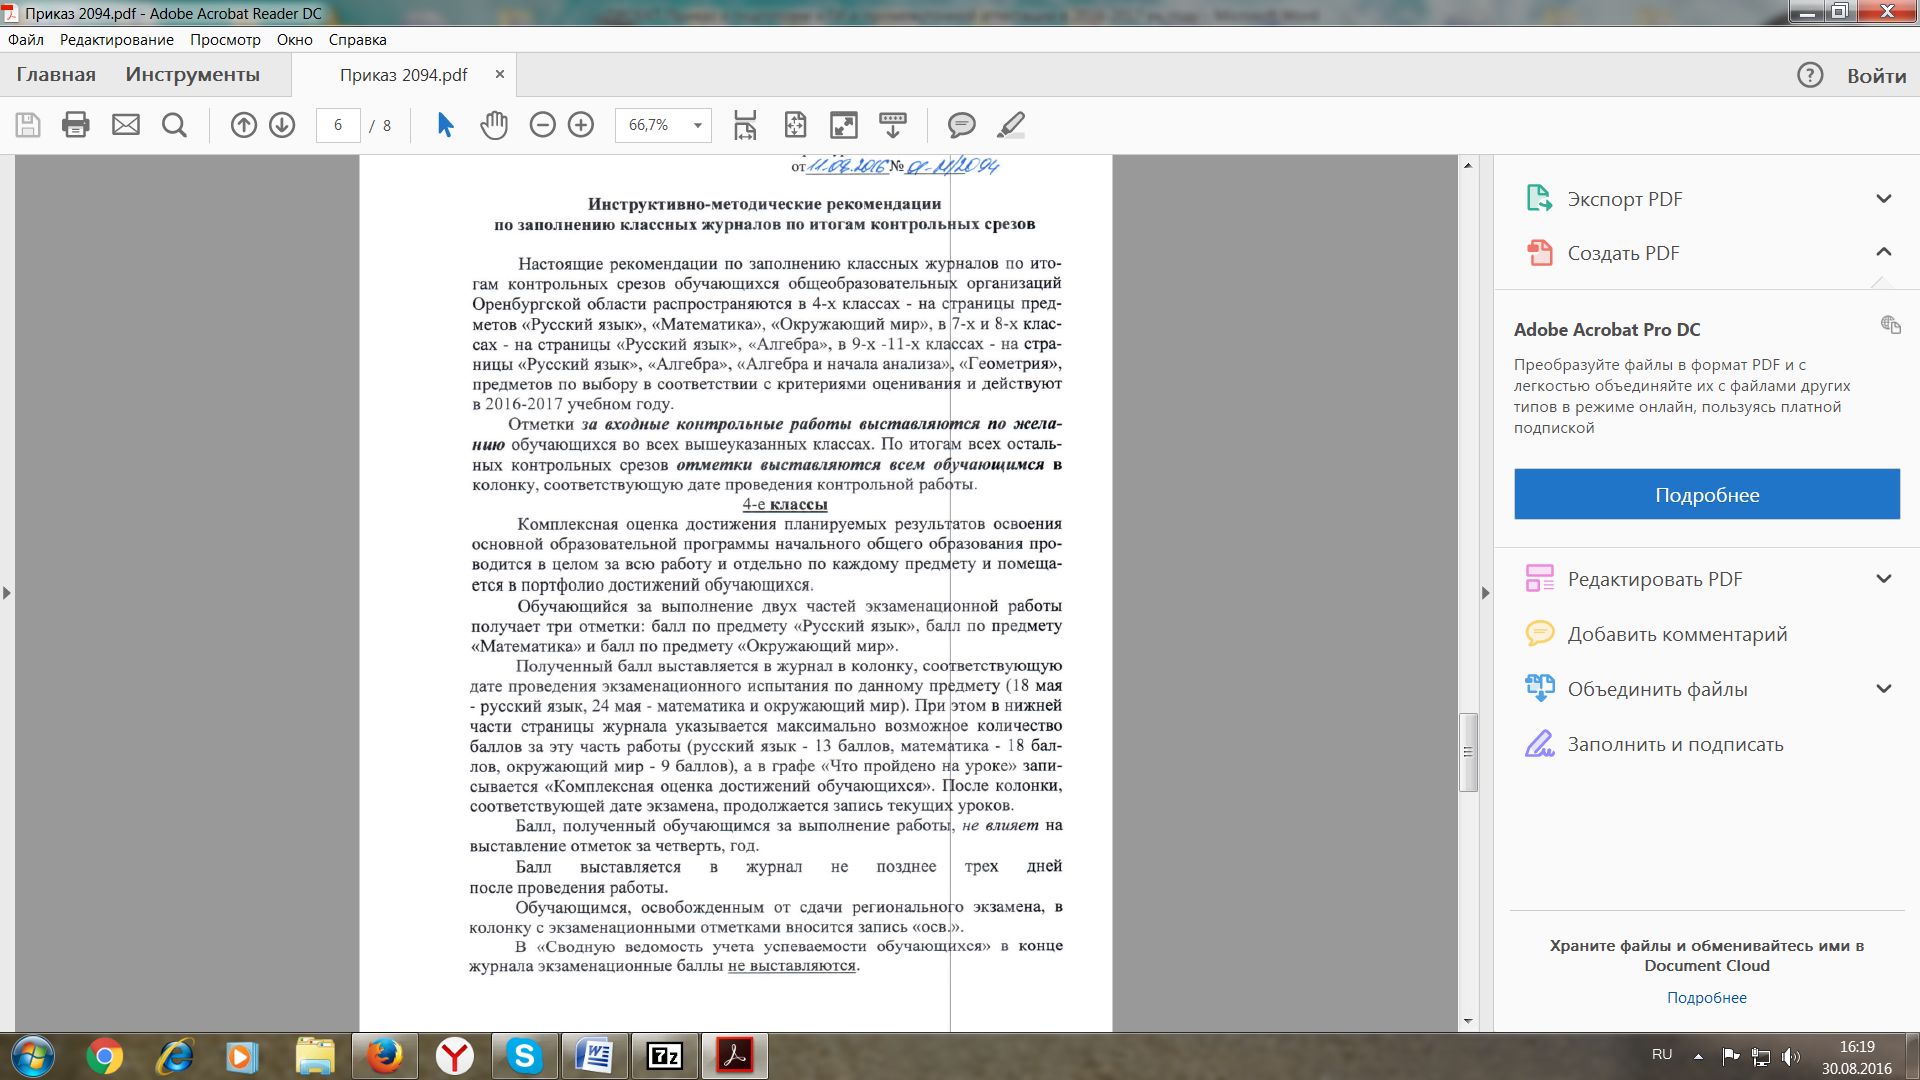 Приказ 2094.pdf - Adobe Acrobat Reader DC
Файл Редактирование Просмотр Окно Справка
Главная Инструменты Приказ 2094.pdf × ? Войти
6 / 8 66,7%
от 11.08.2016 № 01-21/2094
Инструктивно-методические рекомендации
по заполнению классных журналов по итогам контрольных срезов
Настоящие рекомендации по заполнению классных журналов по ито-
гам контрольных срезов обучающихся общеобразовательных организаций
Оренбургской области распространяются в 4-х классах - на страницы пред-
метов «Русский язык», «Математика», «Окружающий мир», в 7-х и 8-х клас-
сах - на страницы «Русский язык», «Алгебра», в 9-х -11-х классах - на стра-
ницы «Русский язык», «Алгебра», «Алгебра и начала анализа», «Геометрия»,
предметов по выбору в соответствии с критериями оценивания и действуют
в 2016-2017 учебном году.
Отметки за входные контрольные работы выставляются по жела-
нию обучающихся во всех вышеуказанных классах. По итогам всех осталь-
ных контрольных срезов отметки выставляются всем обучающимся в
колонку, соответствующую дате проведения контрольной работы.
4-е классы
Комплексная оценка достижения планируемых результатов освоения
основной образовательной программы начального общего образования про-
водится в целом за всю работу и отдельно по каждому предмету и помеща-
ется в портфолио достижений обучающихся.
Обучающийся за выполнение двух частей экзаменационной работы
получает три отметки: балл по предмету «Русский язык», балл по предмету
«Математика» и балл по предмету «Окружающий мир».
Полученный балл выставляется в журнал в колонку, соответствующую
дате проведения экзаменационного испытания по данному предмету (18 мая
- русский язык, 24 мая - математика и окружающий мир). При этом в нижней
части страницы журнала указывается максимально возможное количество
баллов за эту часть работы (русский язык - 13 баллов, математика - 18 бал-
лов, окружающий мир - 9 баллов), а в графе «Что пройдено на уроке» запи-
сывается «Комплексная оценка достижений обучающихся». После колонки,
соответствующей дате экзамена, продолжается запись текущих уроков.
Балл, полученный обучающимся за выполнение работы, не влияет на
выставление отметок за четверть, год.
Балл выставляется в журнал не позднее трех дней
после проведения работы.
Обучающимся, освобожденным от сдачи регионального экзамена, в
колонку с экзаменационными отметками вносится запись «осв.».
В «Сводную ведомость учета успеваемости обучающихся» в конце
журнала экзаменационные баллы не выставляются.
Экспорт PDF
Создать PDF
Adobe Acrobat Pro DC
Преобразуйте файлы в формат PDF и с
легкостью объединяйте их с файлами других
типов в режиме онлайн, пользуясь платной
подпиской
Подробнее
Редактировать PDF
Добавить комментарий
Объединить файлы
Заполнить и подписать
Храните файлы и обменивайтесь ими в
Document Cloud
Подробнее
7z
RU
16:19
30.08.2016